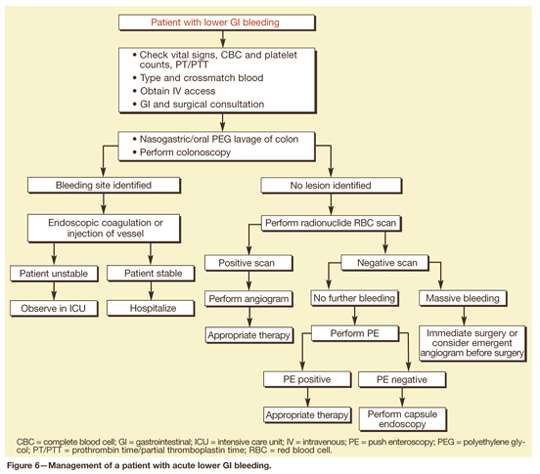 Patient with lower GI bleeding
• Check vital signs, CBC and platelet
counts, PT/PTT
• Type and crossmatch blood
• Obtain IV access
• GI and surgical consultation
• Nasogastric/oral PEG lavage of colon
• Perform colonoscopy
Bleeding site identified
No lesion identified
Endoscopic coagulation or
injection of vessel
Perform radionuclide RBC scan
Patient unstable
Patient stable
Positive scan
Negative scan
Observe in ICU
Hospitalize
Perform angiogram
No further bleeding
Massive bleeding
Appropriate therapy
Perform PE
Immediate surgery or
consider emergent
angiogram before surgery
PE positive
PE negative
Appropriate therapy
Perform capsule
endoscopy
CBC = complete blood cell; GI = gastrointestinal; ICU = intensive care unit; IV = intravenous; PE = push enteroscopy; PEG = polyethylene gly-
col; PT/PTT = prothrombin time/partial thromboplastin time; RBC = red blood cell.
Figure 6—Management of a patient with acute lower GI bleeding.